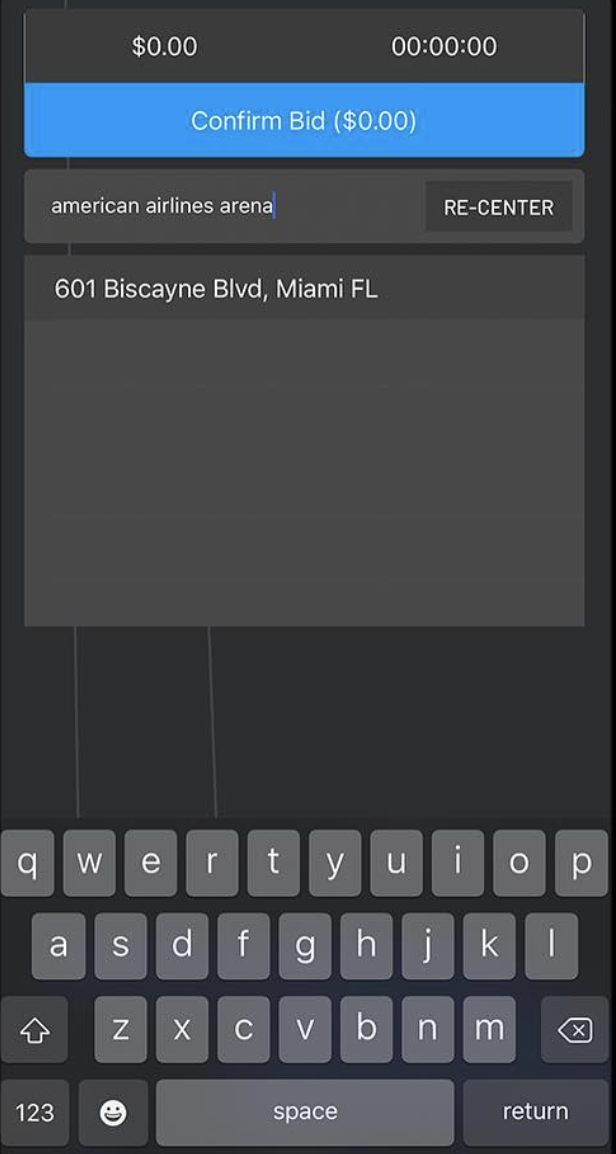 $0.00 00:00:00
Confirm Bid ($0.00)
american airlines arena RE-CENTER
601 Biscayne Blvd, Miami FL
q w e r t y u i o p
a s d f g h j k l
z x c v b n m
123 space return